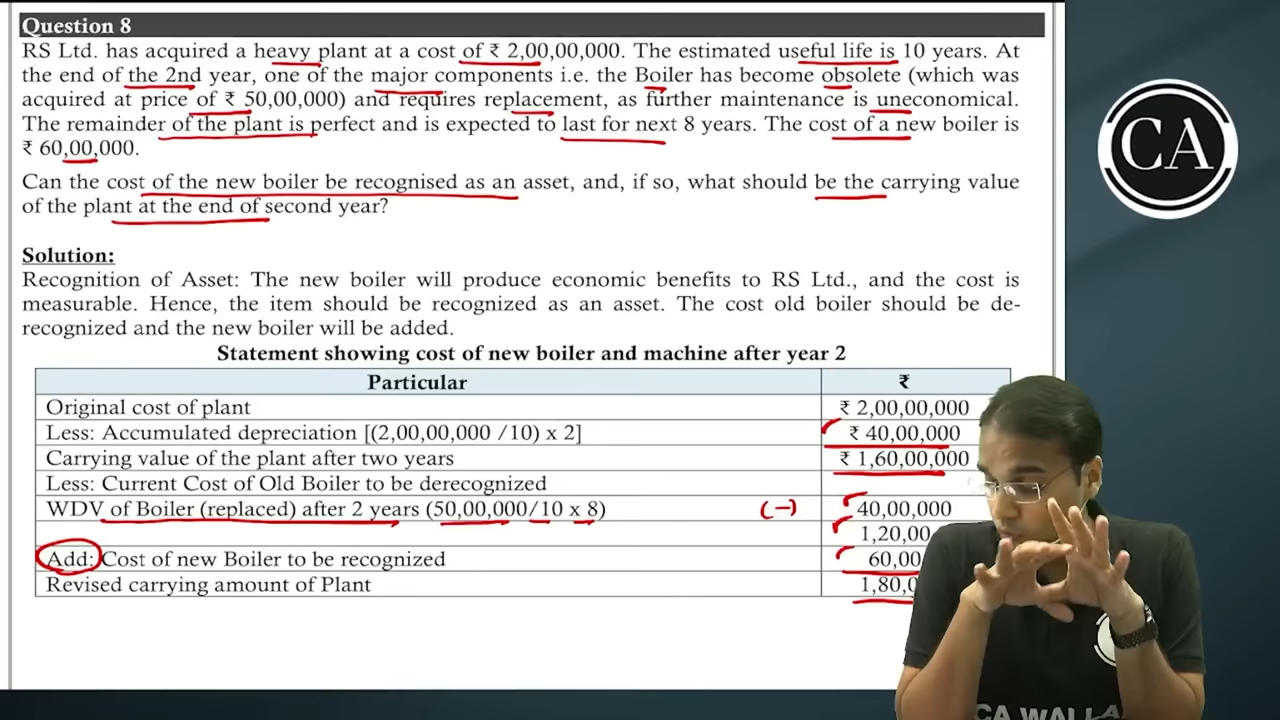 Question 8
RS Ltd. has acquired a heavy plant at a cost of ₹ 2,00,00,000. The estimated useful life is 10 years. At
the end of the 2nd year, one of the major components i.e. the Boiler has become obsolete (which was
acquired at price of ₹ 50,00,000) and requires replacement, as further maintenance is uneconomical.
The remainder of the plant is perfect and is expected to last for next 8 years. The cost of a new boiler is
₹ 60,00,000.
Can the cost of the new boiler be recognised as an asset, and, if so, what should be the carrying value
of the plant at the end of second year?
Solution:
Recognition of Asset: The new boiler will produce economic benefits to RS Ltd., and the cost is
measurable. Hence, the item should be recognized as an asset. The cost old boiler should be de-
recognized and the new boiler will be added.
Statement showing cost of new boiler and machine after year 2
Particular ₹
Original cost of plant ₹ 2,00,00,000
Less: Accumulated depreciation [(2,00,00,000 /10) x 2] ₹ 40,00,000
Carrying value of the plant after two years ₹ 1,60,00,000
Less: Current Cost of Old Boiler to be derecognized
WDV of Boiler (replaced) after 2 years (50,00,000/10 x 8) (-) 40,00,000
1,20,00
Add: Cost of new Boiler to be recognized 60,00
Revised carrying amount of Plant 1,80,0
CA
CA WALLA